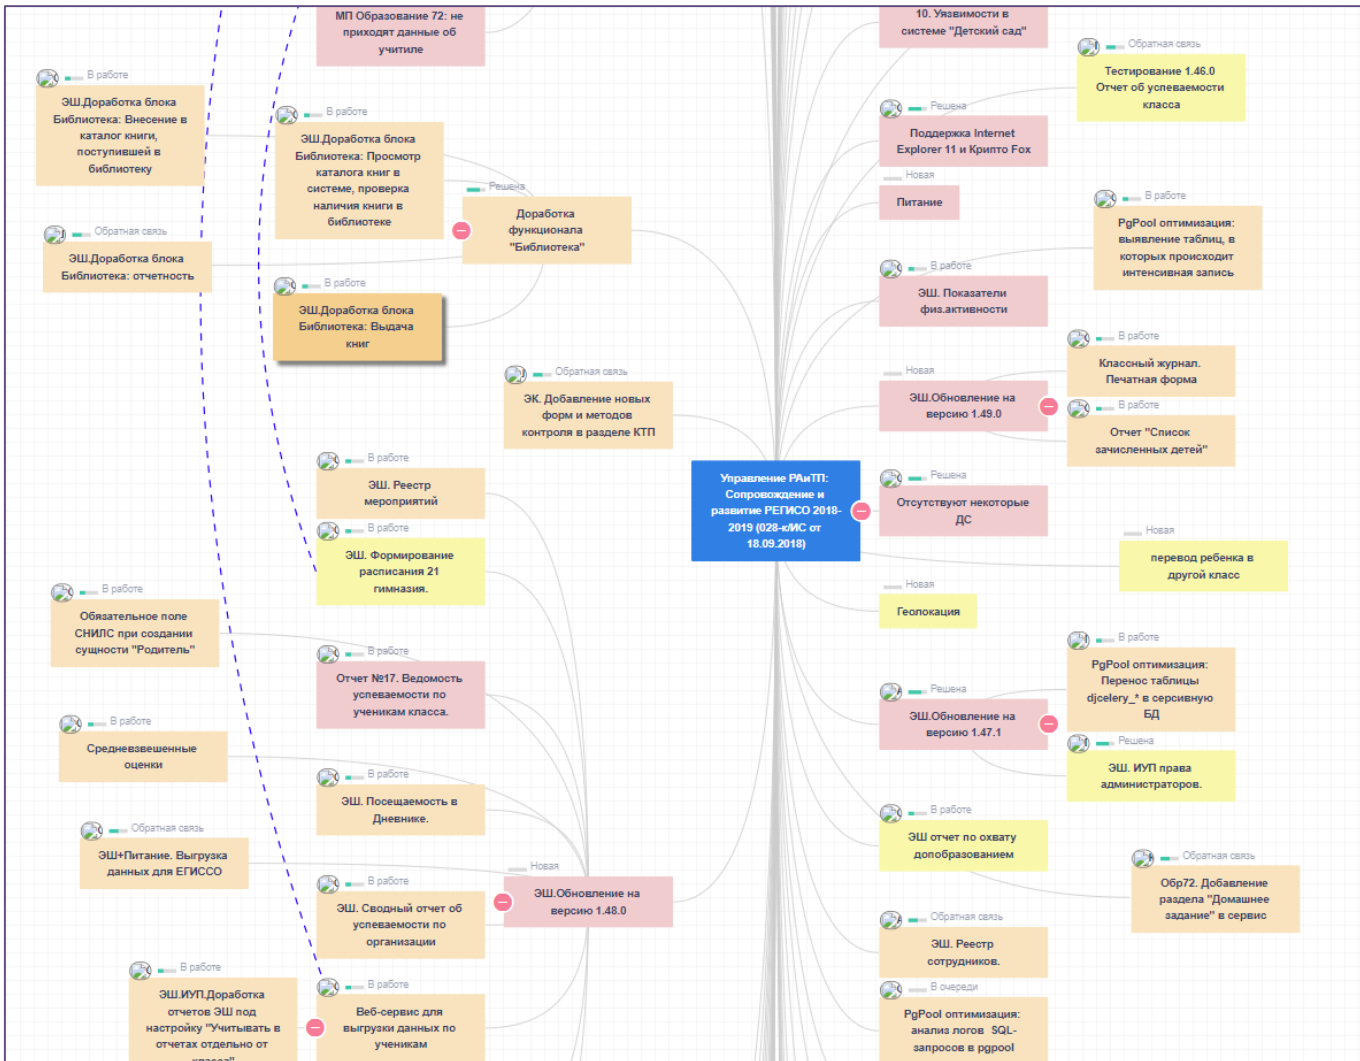 МП Образование 72: не
приходят данные об
учитиле
В работе
ЭШ.Доработка блока
Библиотека: Внесение в
каталог книги,
поступившей в
библиотеку
В работе
ЭШ.Доработка блока
Библиотека: Просмотр
каталога книг в
системе, проверка
наличия книги в
библиотеке
Решена
Доработка
функционала
"Библиотека"
Обратная связь
ЭШ.Доработка блока
Библиотека: отчетность
В работе
ЭШ.Доработка блока
Библиотека: Выдача
книг
Обратная связь
ЭК. Добавление новых
форм и методов
контроля в разделе КТП
В работе
ЭШ. Реестр
мероприятий
В работе
ЭШ. Формирование
расписания 21
гимназия.
В работе
Обязательное поле
СНИЛС при создании
сущности "Родитель"
В работе
Отчет №17. Ведомость
успеваемости по
ученикам класса.
В работе
Средневзвешенные
оценки
В работе
ЭШ. Посещаемость в
Дневнике.
Обратная связь
ЭШ+Питание. Выгрузка
данных для ЕГИССО
Новая
ЭШ.Обновление на
версию 1.48.0
В работе
ЭШ. Сводный отчет об
успеваемости по
организации
В работе
ЭШ.ИУП.Доработка
отчетов ЭШ под
настройку "Учитывать в
отчетах отдельно от
класса"
В работе
Веб-сервис для
выгрузки данных по
ученикам
Управление РАиТП:
Сопровождение и
развитие РЕГИСО 2018-
2019 (028-к/ИС от
18.09.2018)
10. Уязвимости в
системе "Детский сад"
Обратная связь
Тестирование 1.46.0
Отчет об успеваемости
класса
Решена
Поддержка Internet
Explorer 11 и Крипто Fox
Новая
Питание
В работе
PgPool оптимизация:
выявление таблиц, в
которых происходит
интенсивная запись
В работе
ЭШ. Показатели
физ.активности
В работе
Классный журнал.
Печатная форма
Новая
ЭШ.Обновление на
версию 1.49.0
В работе
Отчет "Список
зачисленных детей"
Решена
Отсутствуют некоторые
ДС
Новая
перевод ребенка в
другой класс
Новая
Геолокация
В работе
PgPool оптимизация:
Перенос таблицы
djcelery_* в серсивную
БД
Решена
ЭШ.Обновление на
версию 1.47.1
Решена
ЭШ. ИУП права
администраторов.
В работе
ЭШ отчет по охвату
допобразованием
Обратная связь
Обр72. Добавление
раздела "Домашнее
задание" в сервис
Обратная связь
ЭШ. Реестр
сотрудников.
В очереди
PgPool оптимизация:
анализ логов SQL-
запросов в pgpool